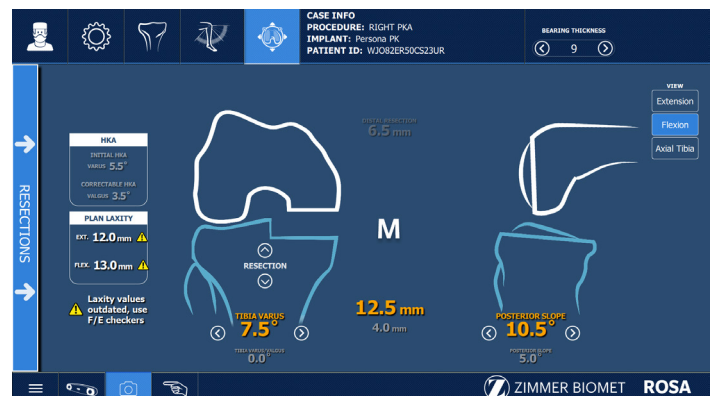 CASE INFO
PROCEDURE: RIGHT PKA
IMPLANT: Persona PK
PATIENT ID: WJO82ER50CS23UR
BEARING THICKNESS
9
VIEW
Extension
Flexion
Axial Tibia
RESECTIONS
HKA
INITIAL HKA
VARUS 5.5°
CORRECTABLE HKA
VALGUS 3.5°
PLAN LAXITY
EXT. 12.0 mm
FLEX. 13.0 mm
Laxity values
outdated, use
F/E checkers
DISTAL RESECTION
6.5 mm
M
RESECTION
TIBIA VARUS
7.5°
TIBIA VARUS/VALGUS
0.0°
12.5 mm
4.0 mm
POSTERIOR SLOPE
10.5°
POSTERIOR SLOPE
5.0°
ZIMMER BIOMET
ROSA